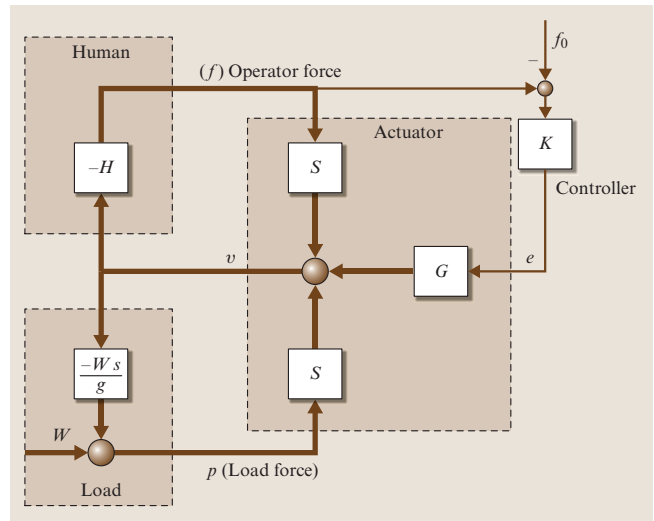 Human
f0
–
(f) Operator force
Actuator
–H
S
K
Controller
v
G
e
–W s
g
S
W
p (Load force)
Load